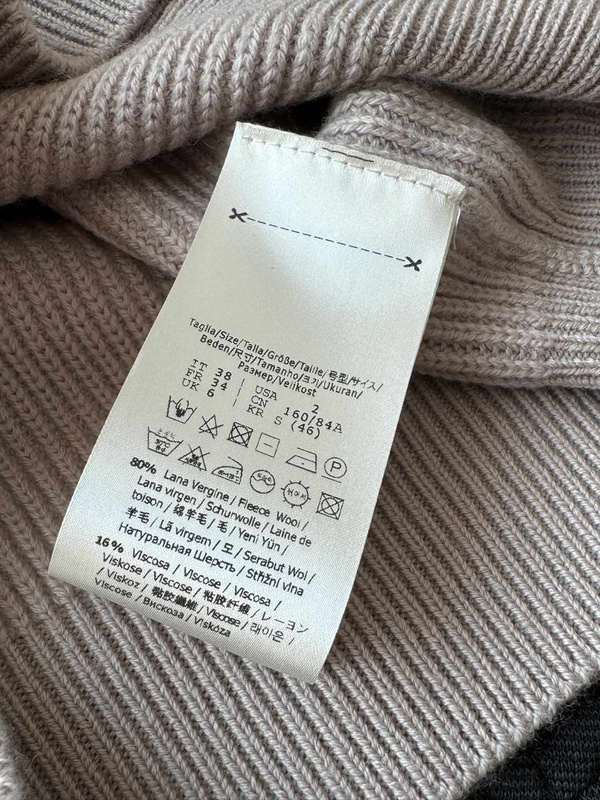 Taglia/Size/Talla/Größe/Taille/号型/サイズ/
Beden/尺寸/Tamanho/크기/Ukuran/
Размер/Velikost
IT 38 | USA 2
FR 34 | CN 160/84A
UK 6 | KR S (46)
P
80% Lana Vergine / Fleece Wool /
Lana virgen / Schurwolle / Laine de
toison / 绵羊毛 / 毛 / Yeni Yün /
羊毛 / Lã virgem / 모 / Serabut Wol /
Натуральная Шерсть / Střižní vlna
16% Viscosa / Viscose / Viscosa /
Viskose / Viscose / 粘胶纤维 / レーヨン
/ Viskoz / 黏膠纖維 / Viscose / 레이온 /
Viscose / Вискоза / Viskóza